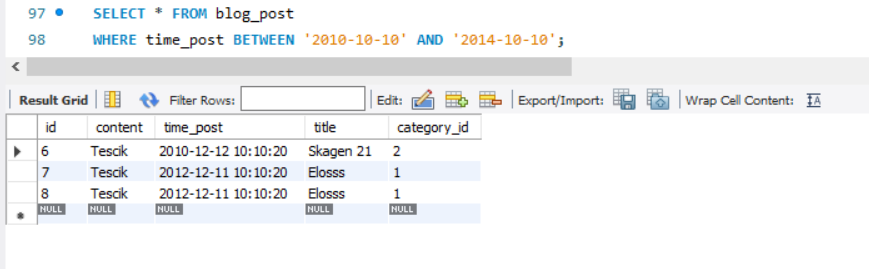 97 SELECT * FROM blog_post
98 WHERE time_post BETWEEN '2010-10-10' AND '2014-10-10';
Result Grid Filter Rows: Edit: Export/Import: Wrap Cell Content: IA
id content time_post title category_id
6 Tescik 2010-12-12 10:10:20 Skagen 21 2
7 Tescik 2012-12-11 10:10:20 Elosss 1
8 Tescik 2012-12-11 10:10:20 Elosss 1
NULL NULL NULL NULL NULL